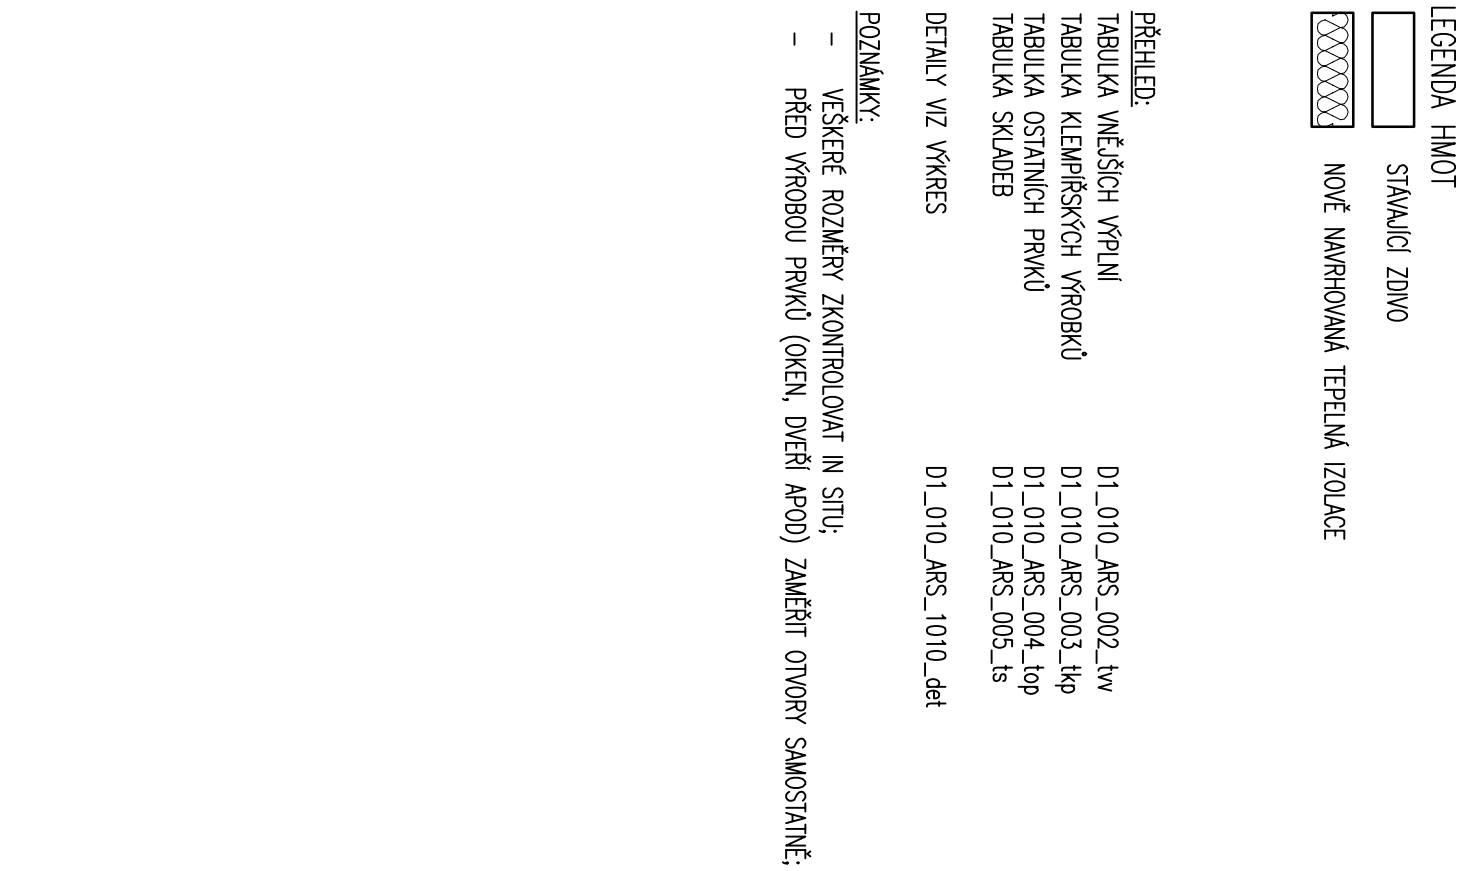 LEGENDA HMOT
STÁVAJÍCÍ ZDIVO
NOVĚ NAVRHOVANÁ TEPELNÁ IZOLACE
PŘEHLED:
TABULKA VNĚJŠÍCH VÝPLNÍ D1_010_ARS_002_tvv
TABULKA KLEMPÍŘSKÝCH VÝROBKŮ D1_010_ARS_003_tkp
TABULKA OSTATNÍCH PRVKŮ D1_010_ARS_004_top
TABULKA SKLADEB D1_010_ARS_005_ts
DETAILY VIZ VÝKRES D1_010_ARS_1010_det
POZNÁMKY:
- VEŠKERÉ ROZMĚRY ZKONTROLOVAT IN SITU;
- PŘED VÝROBOU PRVKŮ (OKEN, DVEŘÍ APOD) ZAMĚŘIT OTVORY SAMOSTATNĚ;